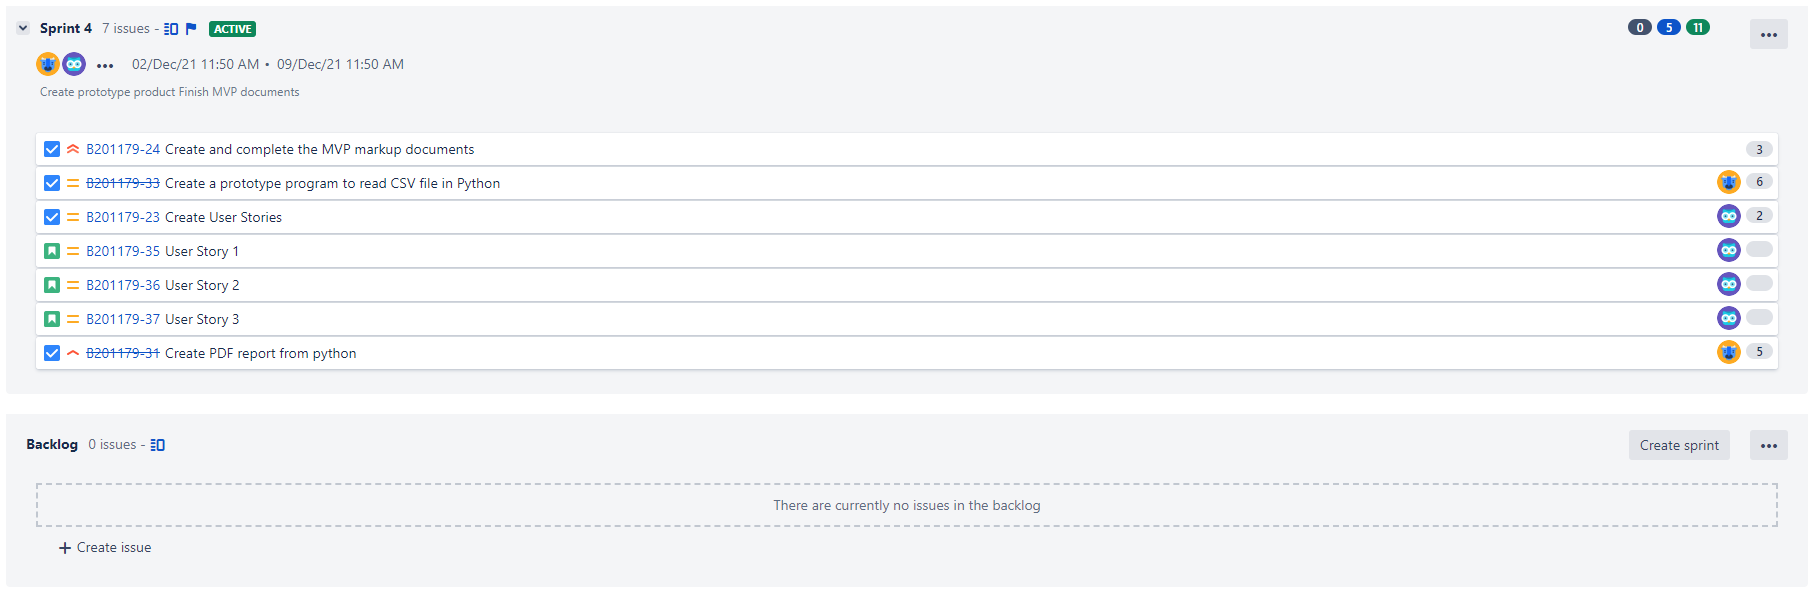 Sprint 4 7 issues - ACTIVE 0 5 11
02/Dec/21 11:50 AM • 09/Dec/21 11:50 AM
Create prototype product Finish MVP documents
B201179-24 Create and complete the MVP markup documents 3
B201179-33 Create a prototype program to read CSV file in Python 6
B201179-23 Create User Stories 2
B201179-35 User Story 1
B201179-36 User Story 2
B201179-37 User Story 3
B201179-31 Create PDF report from python 5
Backlog 0 issues - Create sprint
There are currently no issues in the backlog
+ Create issue